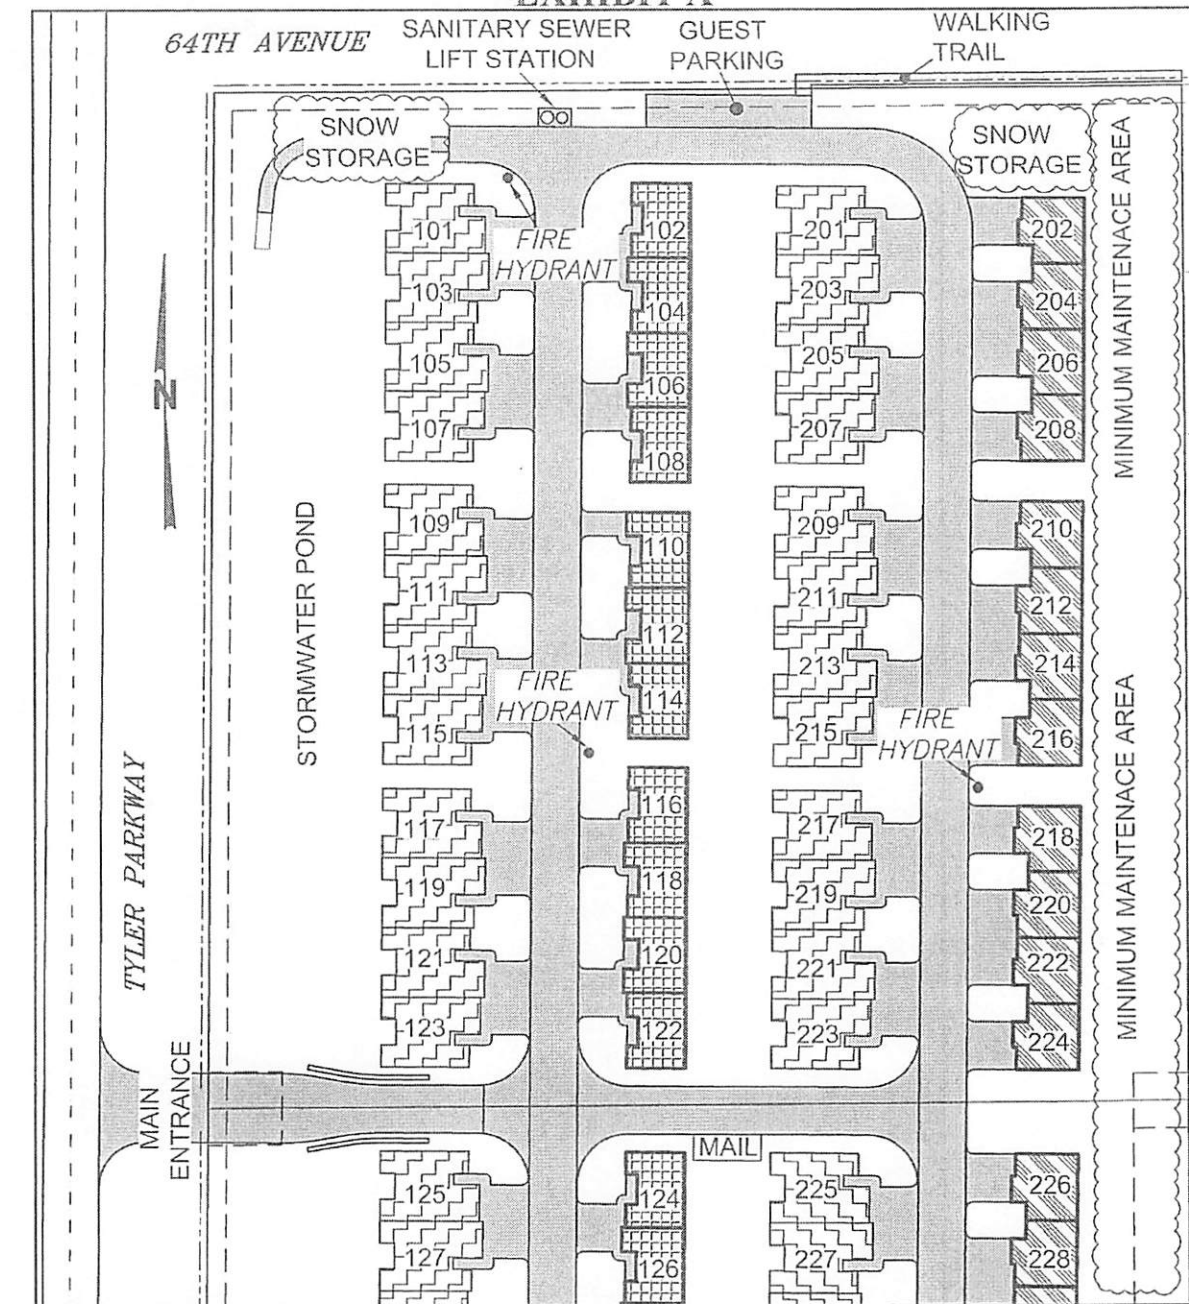 EXHIBIT A
64TH AVENUE
SANITARY SEWER
LIFT STATION
GUEST
PARKING
WALKING
TRAIL
SNOW
STORAGE
SNOW
STORAGE
MINIMUM MAINTENACE AREA
101
FIRE
HYDRANT
102
201
202
103
104
203
204
N
105
106
205
206
107
108
207
208
STORMWATER POND
109
110
209
210
111
112
211
212
113
114
213
214
FIRE
HYDRANT
115
215
FIRE
HYDRANT
216
MINIMUM MAINTENACE AREA
TYLER PARKWAY
117
116
217
218
119
118
219
220
121
120
221
222
123
122
223
224
MAIN
ENTRANCE
MAIL
125
124
225
226
127
126
227
228